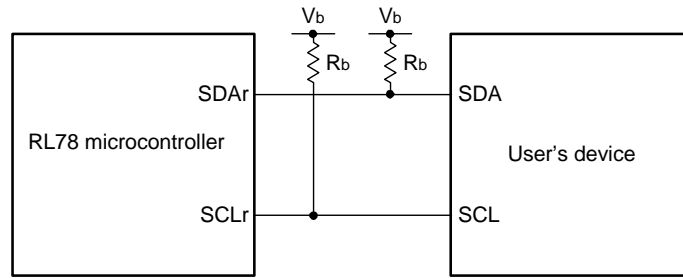 Vb Vb
Rb Rb
SDAr SDA
RL78 microcontroller User's device
SCLr SCL